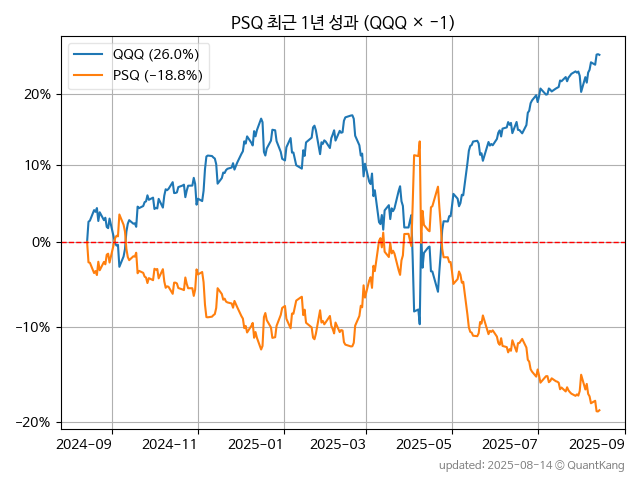 PSQ 최근 1년 성과 (QQQ × −1)
QQQ (26.0%)
PSQ (−18.8%)
20%
10%
0%
−10%
−20%
2024-09 2024-11 2025-01 2025-03 2025-05 2025-07 2025-09
updated: 2025-08-14 © QuantKang